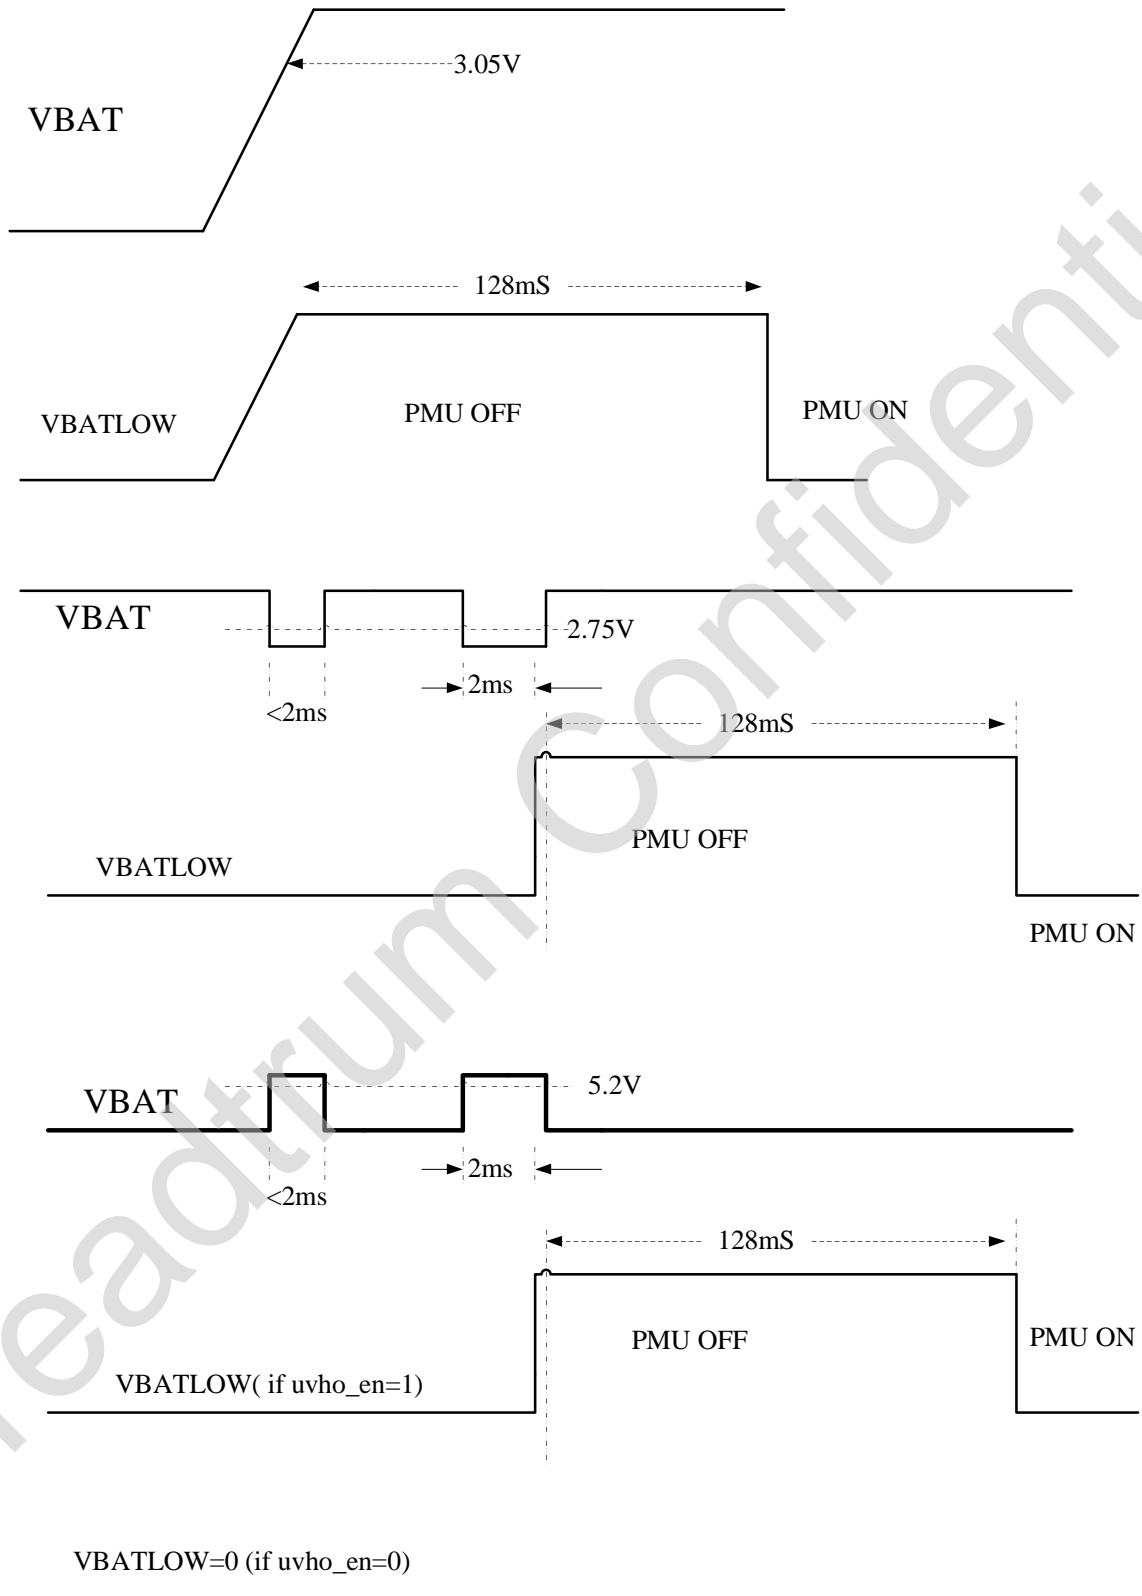 3.05V
VBAT
128mS
VBATLOW
PMU OFF
PMU ON
VBAT
2.75V
2ms
<2ms
128mS
PMU OFF
VBATLOW
PMU ON
VBAT
5.2V
2ms
<2ms
128mS
PMU OFF
PMU ON
VBATLOW( if uvho_en=1)
VBATLOW=0 (if uvho_en=0)
eadtrum Confidenti